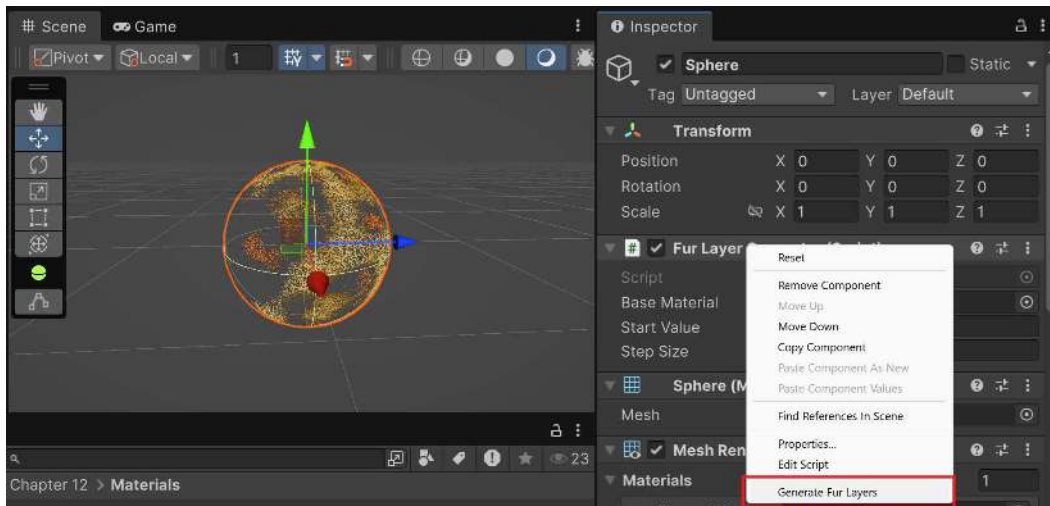 Scene
Game
Pivot
Local
1
Chapter 12 > Materials
23
Inspector
Sphere
Static
Tag Untagged
Layer Default
Transform
Position X 0 Y 0 Z 0
Rotation X 0 Y 0 Z 0
Scale X 1 Y 1 Z 1
Fur Layer
Script
Base Material
Start Value
Step Size
Sphere (M
Mesh
Mesh Ren
Materials 1
Reset
Remove Component
Move Up
Move Down
Copy Component
Paste Component As New
Paste Component Values
Find References In Scene
Properties...
Edit Script
Generate Fur Layers